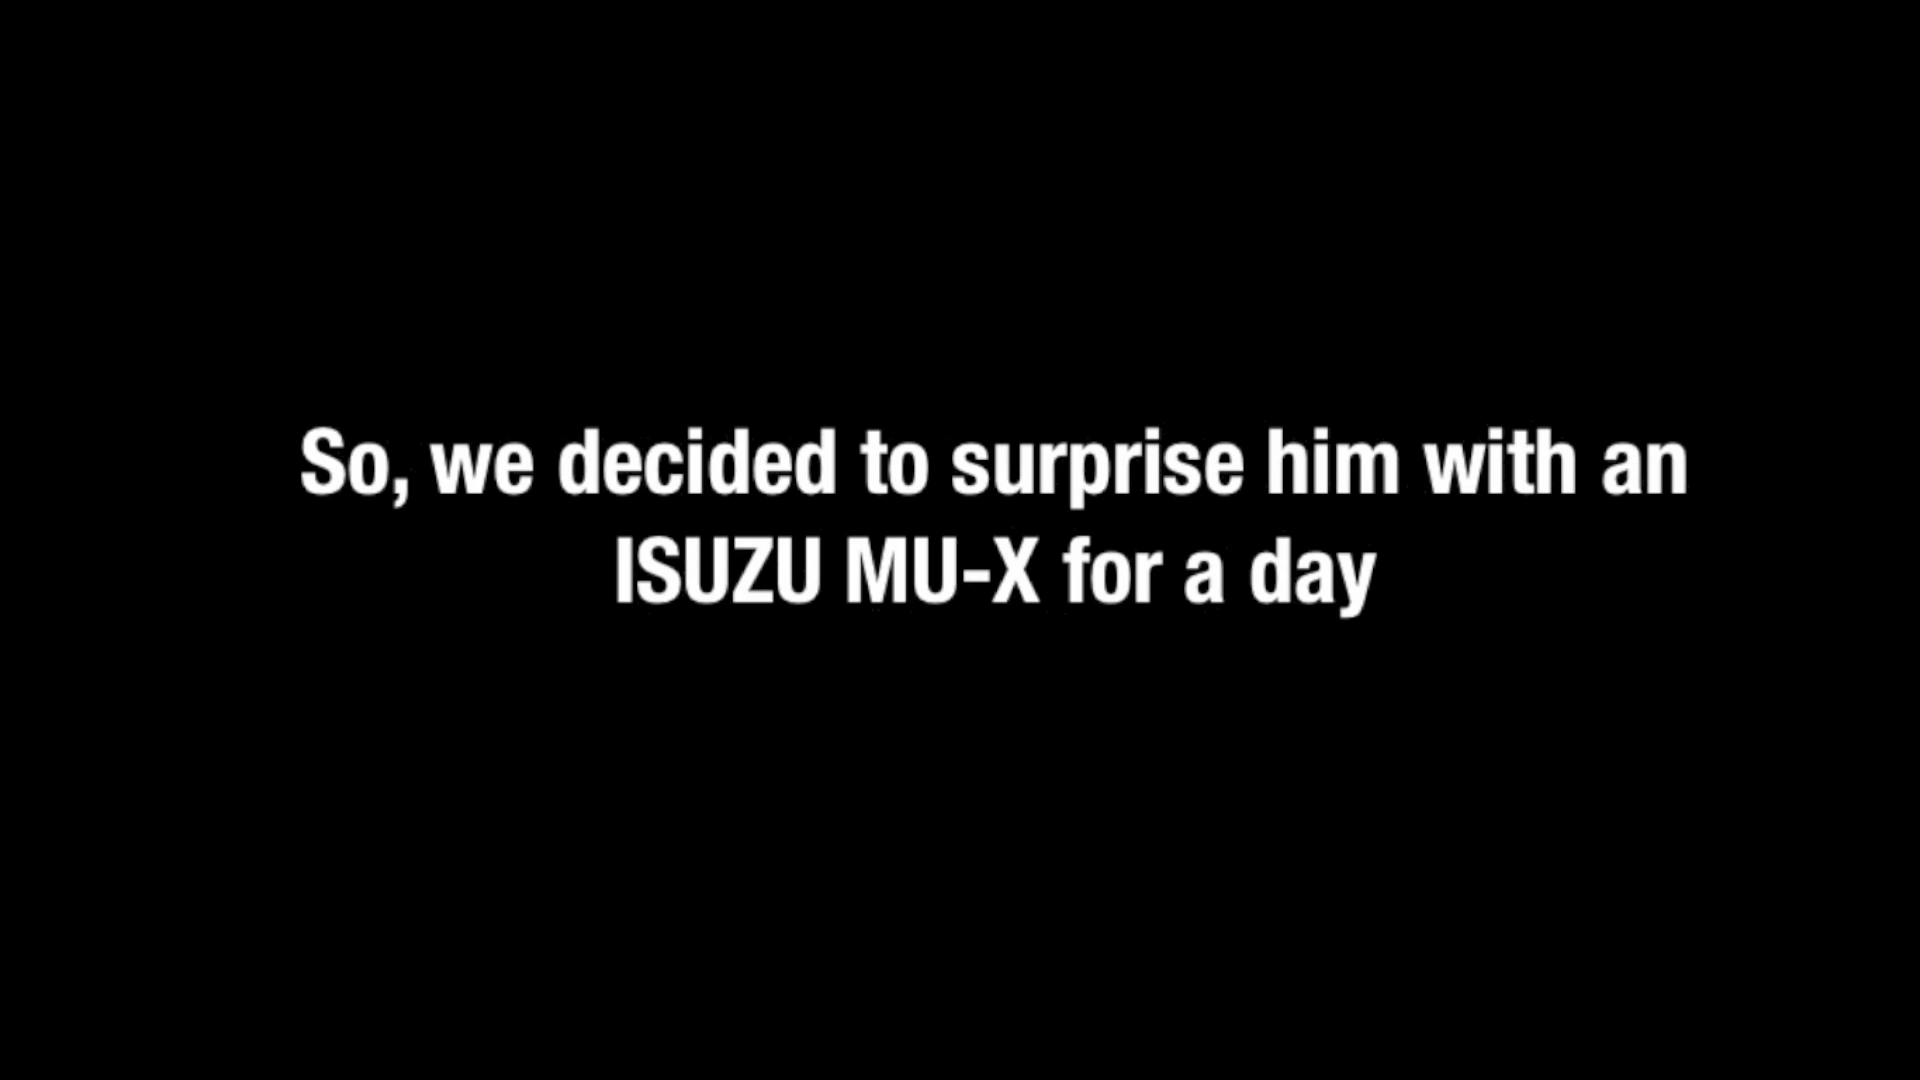 So, we decided to surprise him with an
ISUZU MU-X for a day